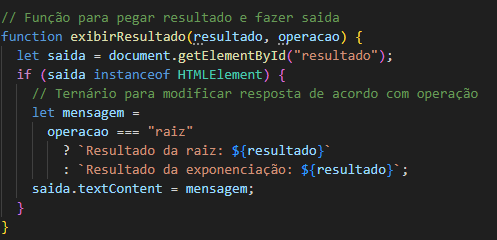 // Função para pegar resultado e fazer saida
function exibirResultado(resultado, operacao) {
  let saida = document.getElementById("resultado");
  if (saida instanceof HTMLElement) {
    // Ternário para modificar resposta de acordo com operação
    let mensagem =
      operacao === "raiz"
        ? `Resultado da raiz: ${resultado}`
        : `Resultado da exponenciação: ${resultado}`;
    saida.textContent = mensagem;
  }
}